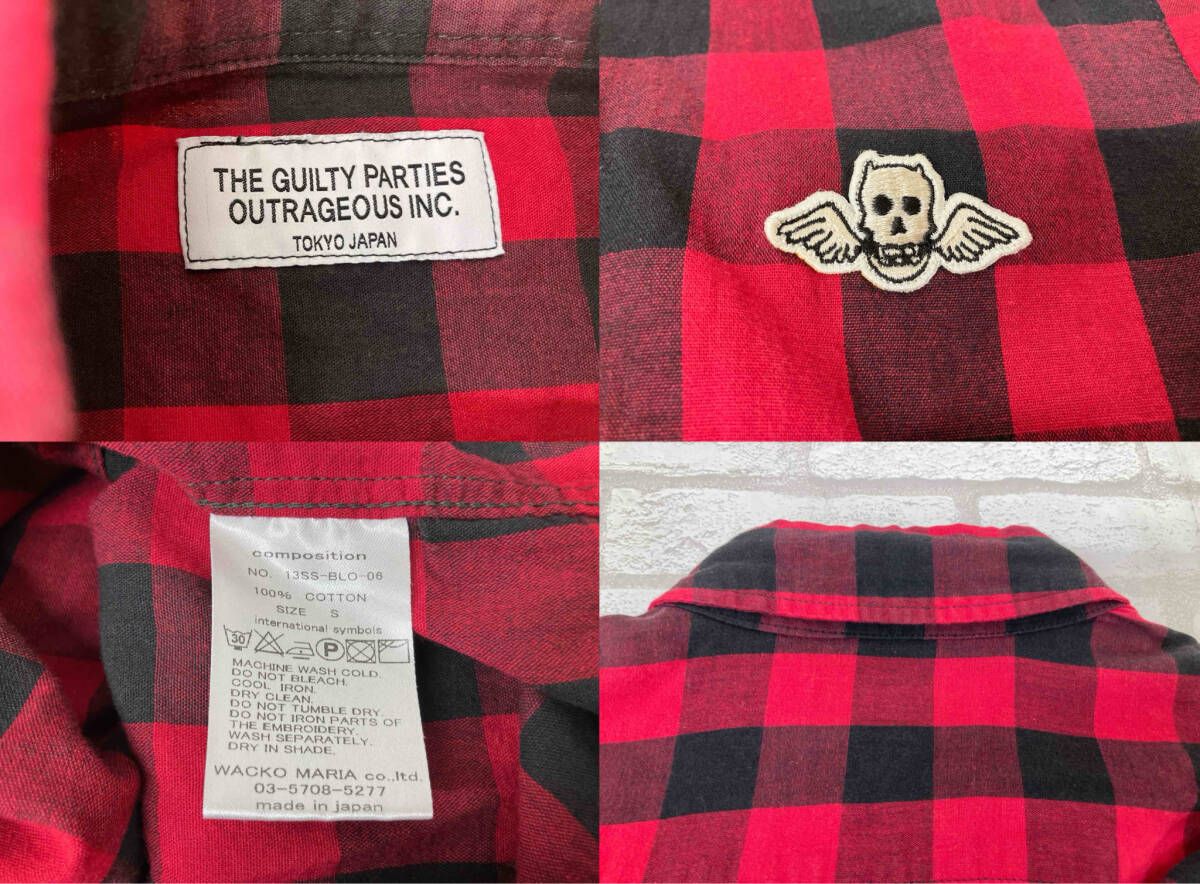 THE GUILTY PARTIES
OUTRAGEOUS INC.
TOKYO JAPAN
composition
NO. 13SS-BLO-06
100% COTTON
SIZE S
international symbols
30
P
MACHINE WASH COLD.
DO NOT BLEACH.
COOL IRON.
DRY CLEAN.
DO NOT TUMBLE DRY.
DO NOT IRON PARTS OF
THE EMBROIDERY.
WASH SEPARATELY.
DRY IN SHADE.
WACKO MARIA co.,ltd.
03-5708-5277
made in japan